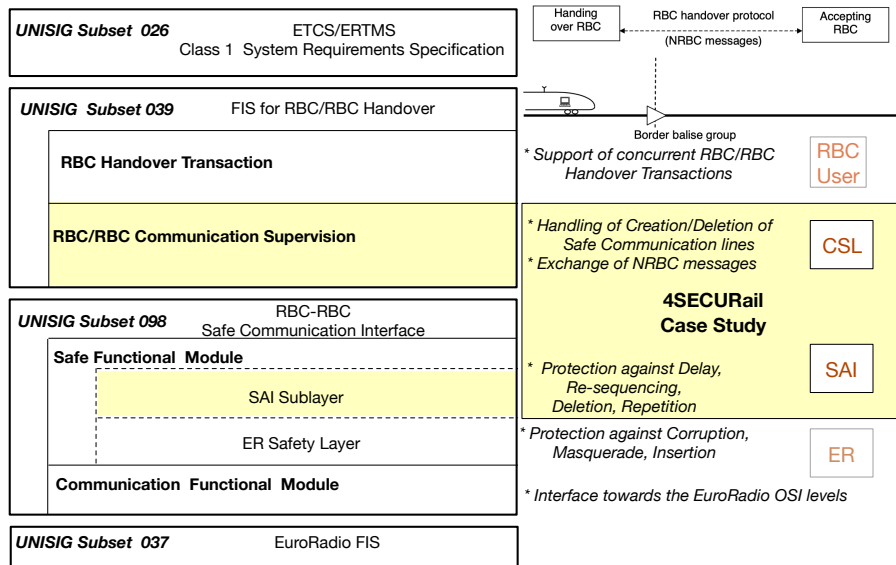 UNISIG Subset 026
ETCS/ERTMS
Class 1 System Requirements Specification
Handing
over RBC
RBC handover protocol
(NRBC messages)
Accepting
RBC
Border balise group
UNISIG Subset 039
FIS for RBC/RBC Handover
RBC Handover Transaction
* Support of concurrent RBC/RBC
Handover Transactions
RBC
User
RBC/RBC Communication Supervision
* Handling of Creation/Deletion of
Safe Communication lines
* Exchange of NRBC messages
CSL
4SECURail
Case Study
UNISIG Subset 098
RBC-RBC
Safe Communication Interface
Safe Functional Module
SAI Sublayer
* Protection against Delay,
Re-sequencing,
Deletion, Repetition
SAI
ER Safety Layer
* Protection against Corruption,
Masquerade, Insertion
ER
Communication Functional Module
* Interface towards the EuroRadio OSI levels
UNISIG Subset 037
EuroRadio FIS